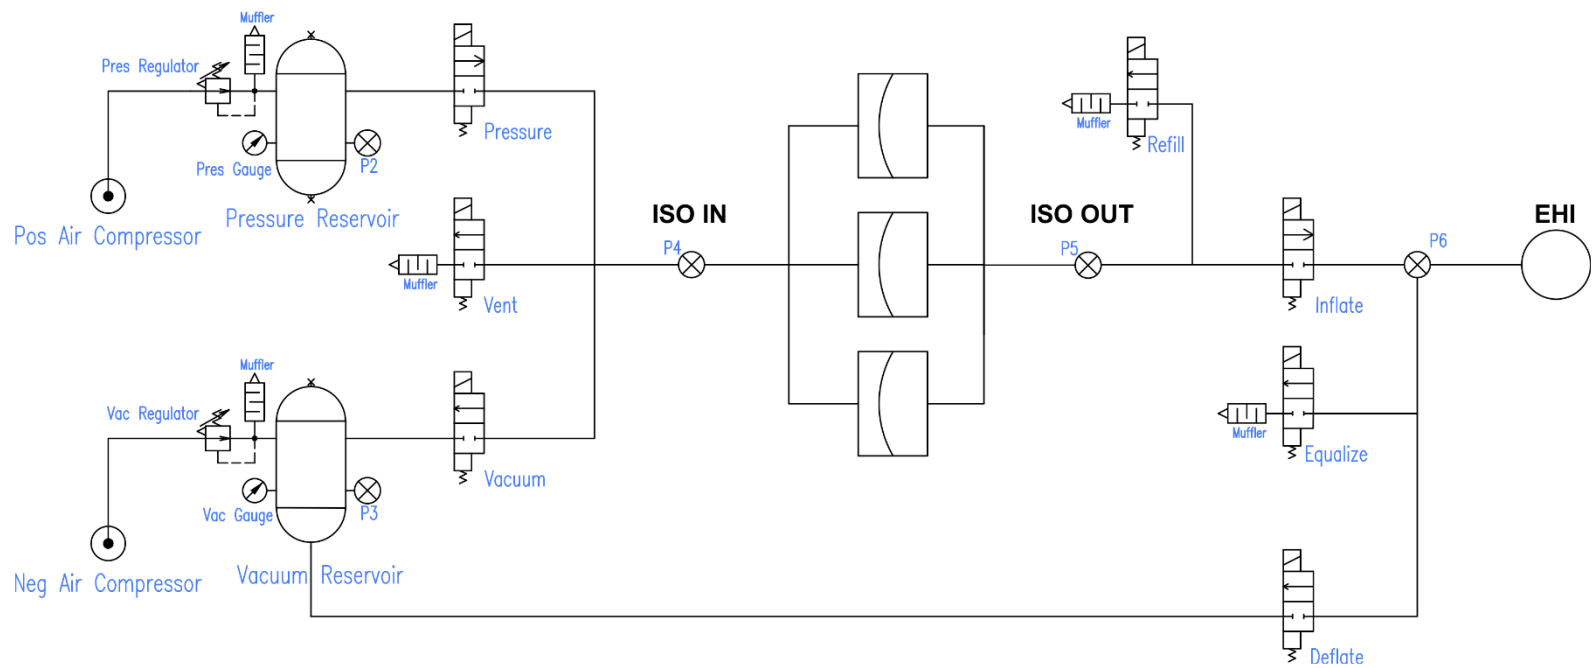 Muffler
Pres Regulator
Pres Gauge
P2
Pressure Reservoir
Pos Air Compressor
Pressure
Muffler
Vent
ISO IN
P4
Muffler
Vac Regulator
Vac Gauge
P3
Vacuum Reservoir
Neg Air Compressor
Vacuum
ISO OUT
P5
Muffler
Refill
Inflate
P6
EHI
Muffler
Equalize
Deflate